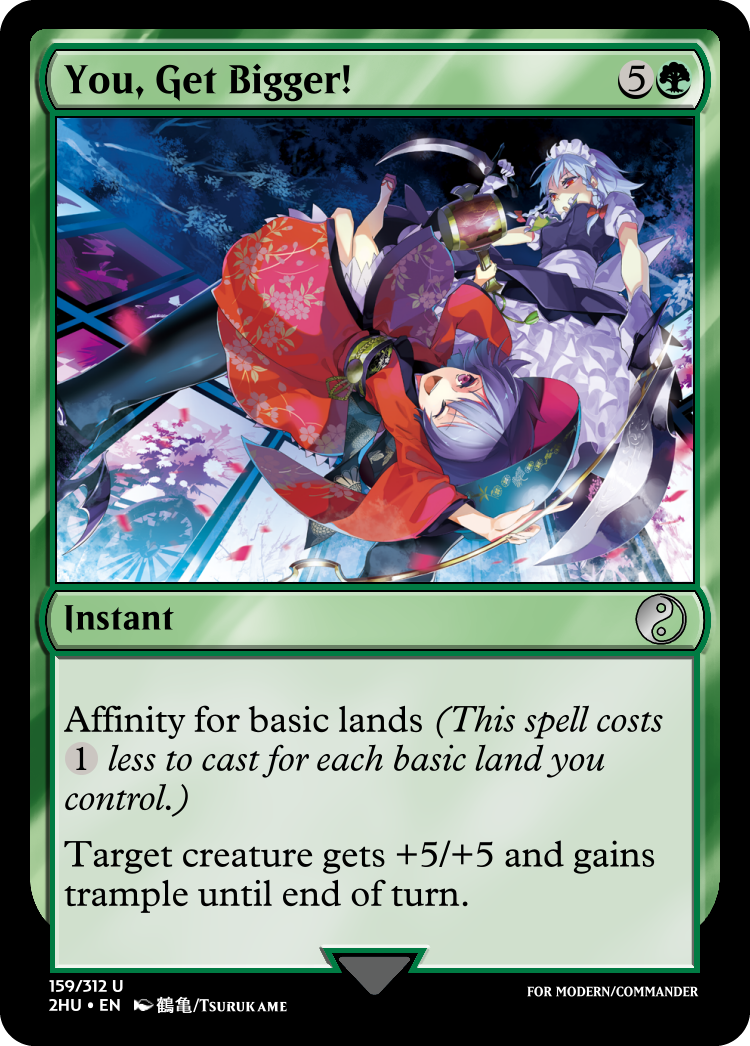 You, Get Bigger! 5
Instant
Affinity for basic lands (This spell costs
1 less to cast for each basic land you
control.)
Target creature gets +5/+5 and gains
trample until end of turn.
159/312 U
2HU • EN 鶴亀/Tsurukame
FOR MODERN/COMMANDER